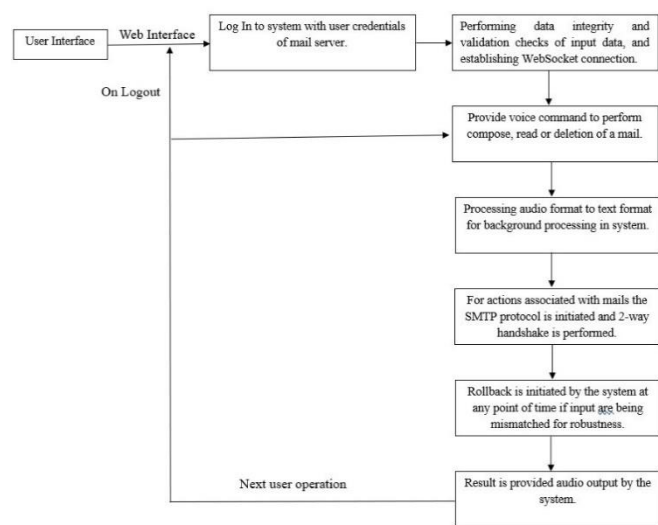 User Interface
Web Interface
Log In to system with user credentials
of mail server.
Performing data integrity and
validation checks of input data, and
establishing WebSocket connection.
On Logout
Provide voice command to perform
compose, read or deletion of a mail.
Processing audio format to text format
for background processing in system.
For actions associated with mails the
SMTP protocol is initiated and 2-way
handshake is performed.
Rollback is initiated by the system at
any point of time if input are being
mismatched for robustness.
Next user operation
Result is provided audio output by the
system.